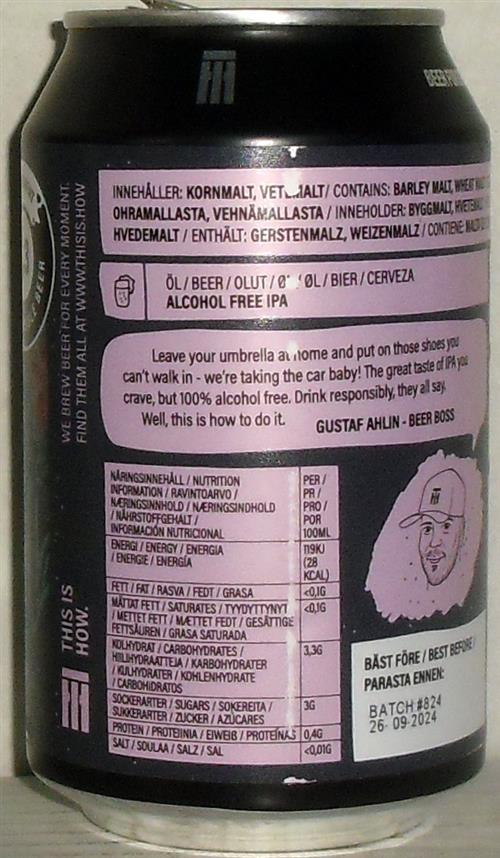 BEER FO
INNEHÅLLER: KORNMALT, VETEMALT/ CONTAINS: BARLEY MALT, WHEAT
OHRAMALLASTA, VEHNÄMALLASTA / INNEHOLDER: BYGGMALT, HVETEMALT
HVEDEMALT / ENTHÄLT: GERSTENMALZ, WEIZENMALZ / CONTIENE: MALTA
ÖL / BEER / OLUT / ØL / ØL / BIER / CERVEZA
ALCOHOL FREE IPA
Leave your umbrella at home and put on those shoes you
can't walk in - we're taking the car baby! The great taste of IPA you
crave, but 100% alcohol free. Drink responsibly, they all say.
Well, this is how to do it.
GUSTAF AHLIN - BEER BOSS
NÄRINGSINNEHÅLL / NUTRITION
INFORMATION / RAVINTOARVO /
NÆRINGSINNHOLD / NÆRINGSINDHOLD
/ NÄHRSTOFFGEHALT /
INFORMACIÓN NUTRICIONAL
PER /
PR /
PRO /
POR
100ML
ENERGI / ENERGY / ENERGIA
/ ENERGIE / ENERGÍA
119KJ
(28
KCAL)
FETT / FAT / RASVA / FEDT / GRASA
<0,1G
MÄTTAT FETT / SATURATES / TYYDYTTYNYT
/ METTET FETT / MÆTTET FEDT / GESÄTTIGE
FETTSÄUREN / GRASA SATURADA
<0,1G
KOLHYDRAT / CARBOHYDRATES /
HIILIHYDRAATTEJA / KARBOHYDRATER
/ KULHYDRATER / KOHLENHYDRATE
/ CARBOHIDRATOS
3,3G
SOCKERARTER / SUGARS / SOKEREITA /
SUKKERARTER / ZUCKER / AZÚCARES
3G
PROTEIN / PROTEIINIA / EIWEIß / PROTEÍNAS
0,4G
SALT / SUOLAA / SALZ / SAL
<0,01G
BÄST FÖRE / BEST BEFORE /
PARASTA ENNEN:
BATCH#824
26-09-2024
WE BREW BEER FOR EVERY MOMENT.
FIND THEM ALL AT WWW.THISIS.HOW
THIS IS
HOW.
BEER